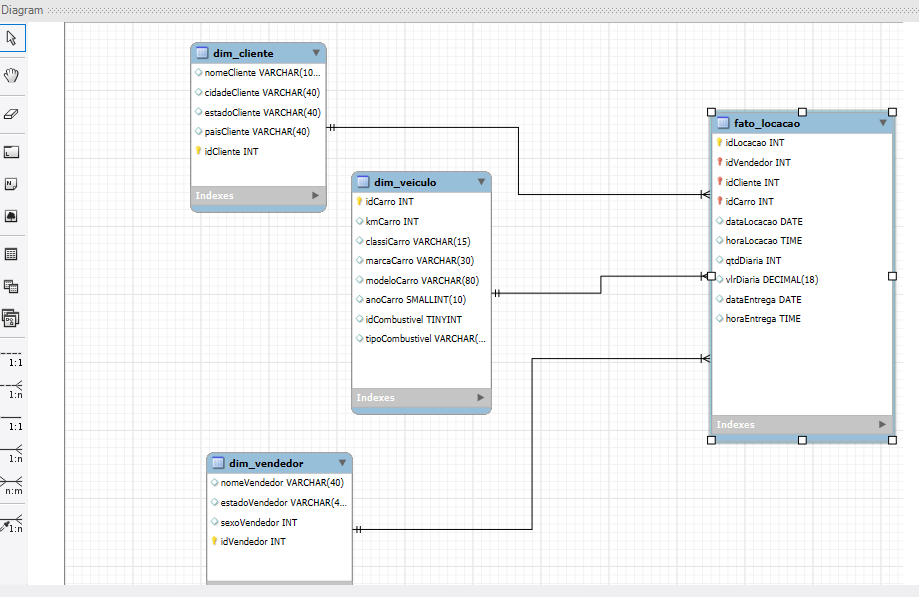 Diagram
dim_cliente
nomeCliente VARCHAR(10...
cidadeCliente VARCHAR(40)
estadoCliente VARCHAR(40)
paisCliente VARCHAR(40)
idCliente INT
Indexes
dim_veiculo
idCarro INT
kmCarro INT
classiCarro VARCHAR(15)
marcaCarro VARCHAR(30)
modeloCarro VARCHAR(80)
anoCarro SMALLINT(10)
idCombustivel TINYINT
tipoCombustivel VARCHAR(...
Indexes
dim_vendedor
nomeVendedor VARCHAR(40)
estadoVendedor VARCHAR(4...
sexoVendedor INT
idVendedor INT
fato_locacao
idLocacao INT
idVendedor INT
idCliente INT
idCarro INT
dataLocacao DATE
horaLocacao TIME
qtdDiaria INT
vlrDiaria DECIMAL(18)
dataEntrega DATE
horaEntrega TIME
Indexes
1:1
1:n
1:1
1:n
n:m
1:n